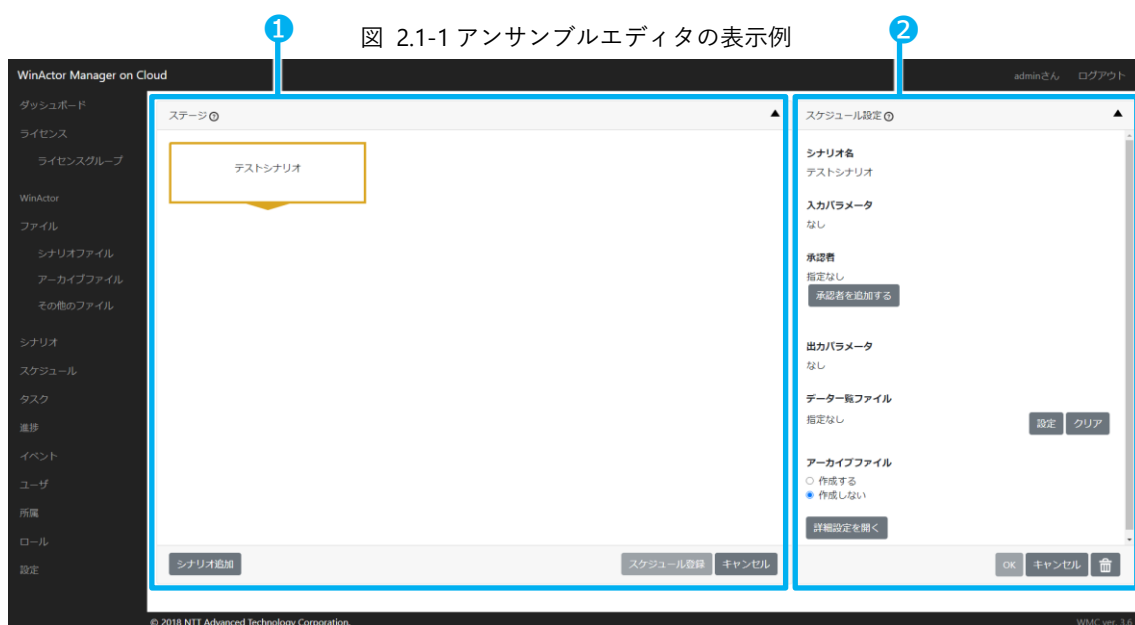 図 2.1-1 アンサンブルエディタの表示例
1
2
WinActor Manager on Cloud
adminさん ログアウト
ダッシュボード
ライセンス
ライセンスグループ
WinActor
ファイル
シナリオファイル
アーカイブファイル
その他のファイル
シナリオ
スケジュール
タスク
進捗
イベント
ユーザ
所属
ロール
設定
ステージ
テストシナリオ
シナリオ追加
スケジュール登録 キャンセル
スケジュール設定
シナリオ名
テストシナリオ
入力パラメータ
なし
承認者
指定なし
承認者を追加する
出力パラメータ
なし
データ一覧ファイル
指定なし
設定 クリア
アーカイブファイル
作成する
作成しない
詳細設定を開く
OK キャンセル
© 2018 NTT Advanced Technology Corporation.
WMC ver. 3.6